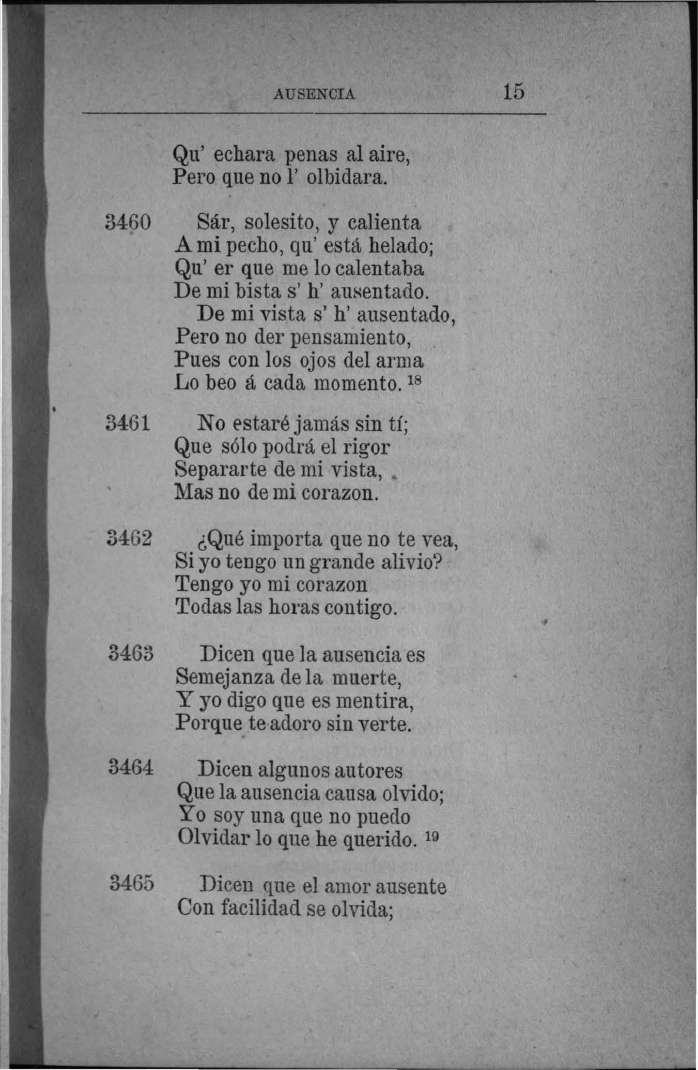 AUSENCIA 15
Qu' echara penas al aire,
Pero que no l' olbidara.
3460 Sár, solesito, y calienta
A mi pecho, qu' está helado;
Qu' er que me lo calentaba
De mi bista s' h' ausentado.
De mi vista s' h' ausentado,
Pero no der pensamiento,
Pues con los ojos del arma
Lo beo á cada momento. 18
3461 No estaré jamás sin tí;
Que sólo podrá el rigor
Separarte de mi vista,
Mas no de mi corazon.
3462 ¿Qué importa que no te vea,
Si yo tengo un grande alivio?
Tengo yo mi corazon
Todas las horas contigo.
3463 Dicen que la ausencia es
Semejanza de la muerte,
Y yo digo que es mentira,
Porque te adoro sin verte.
3464 Dicen algunos autores
Que la ausencia causa olvido;
Yo soy una que no puedo
Olvidar lo que he querido. 19
3465 Dicen que el amor ausente
Con facilidad se olvida;